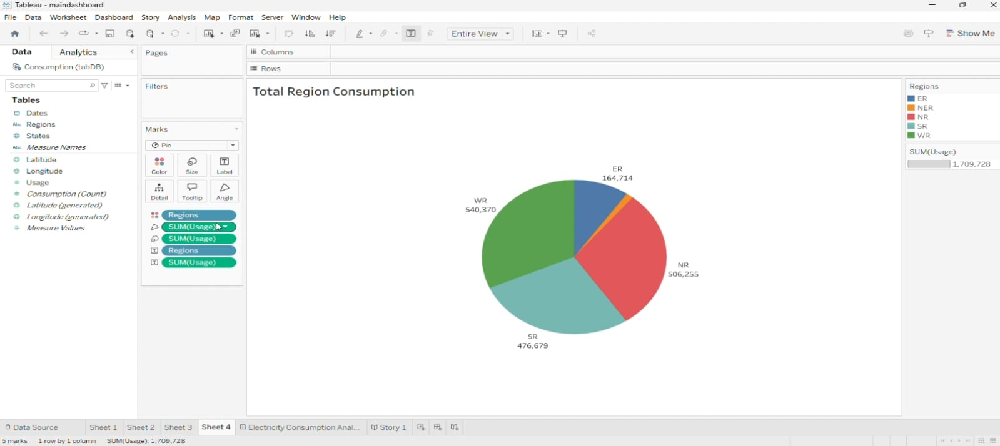 Tableau - maindashboard
File Data Worksheet Dashboard Story Analysis Map Format Server Window Help
Entire View
Show Me
Data Analytics
Consumption (tabDB)
Search
Tables
Dates
Abc Regions
States
Abc Measure Names
Latitude
Longitude
# Usage
# Consumption (Count)
Latitude (generated)
Longitude (generated)
# Measure Values
Pages
Filters
Marks
Pie
Color Size Label
Detail Tooltip Angle
Regions
SUM(Usage)
SUM(Usage)
Regions
SUM(Usage)
Columns
Rows
Total Region Consumption
ER
164,714
WR
540,370
NR
506,255
SR
476,679
Regions
ER
NER
NR
SR
WR
SUM(Usage)
1,709,728
Data Source Sheet 1 Sheet 2 Sheet 3 Sheet 4 Electricity Consumption Anal... Story 1
5 marks 1 row by 1 column SUM(Usage): 1,709,728